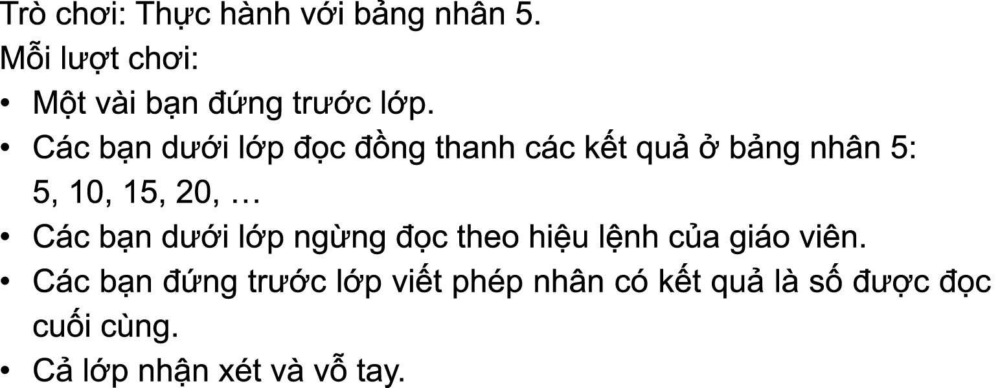 Trò chơi: Thực hành với bảng nhân 5.
Mỗi lượt chơi:
• Một vài bạn đứng trước lớp.
• Các bạn dưới lớp đọc đồng thanh các kết quả ở bảng nhân 5:
5, 10, 15, 20, …
• Các bạn dưới lớp ngừng đọc theo hiệu lệnh của giáo viên.
• Các bạn đứng trước lớp viết phép nhân có kết quả là số được đọc
cuối cùng.
• Cả lớp nhận xét và vỗ tay.